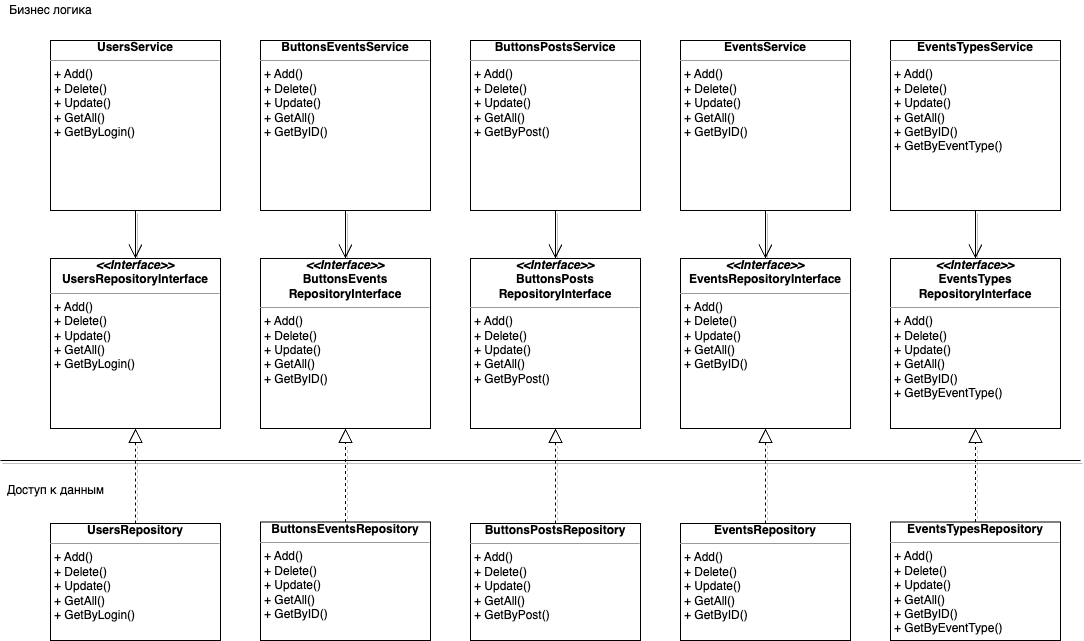 Бизнес логика
UsersService
+ Add()
+ Delete()
+ Update()
+ GetAll()
+ GetByLogin()
ButtonsEventsService
+ Add()
+ Delete()
+ Update()
+ GetAll()
+ GetByID()
ButtonsPostsService
+ Add()
+ Delete()
+ Update()
+ GetAll()
+ GetByPost()
EventsService
+ Add()
+ Delete()
+ Update()
+ GetAll()
+ GetByID()
EventsTypesService
+ Add()
+ Delete()
+ Update()
+ GetAll()
+ GetByID()
+ GetByEventType()
<<Interface>>
UsersRepositoryInterface
+ Add()
+ Delete()
+ Update()
+ GetAll()
+ GetByLogin()
<<Interface>>
ButtonsEvents
RepositoryInterface
+ Add()
+ Delete()
+ Update()
+ GetAll()
+ GetByID()
<<Interface>>
ButtonsPosts
RepositoryInterface
+ Add()
+ Delete()
+ Update()
+ GetAll()
+ GetByPost()
<<Interface>>
EventsRepositoryInterface
+ Add()
+ Delete()
+ Update()
+ GetAll()
+ GetByID()
<<Interface>>
EventsTypes
RepositoryInterface
+ Add()
+ Delete()
+ Update()
+ GetAll()
+ GetByID()
+ GetByEventType()
Доступ к данным
UsersRepository
+ Add()
+ Delete()
+ Update()
+ GetAll()
+ GetByLogin()
ButtonsEventsRepository
+ Add()
+ Delete()
+ Update()
+ GetAll()
+ GetByID()
ButtonsPostsRepository
+ Add()
+ Delete()
+ Update()
+ GetAll()
+ GetByPost()
EventsRepository
+ Add()
+ Delete()
+ Update()
+ GetAll()
+ GetByID()
EventsTypesRepository
+ Add()
+ Delete()
+ Update()
+ GetAll()
+ GetByID()
+ GetByEventType()